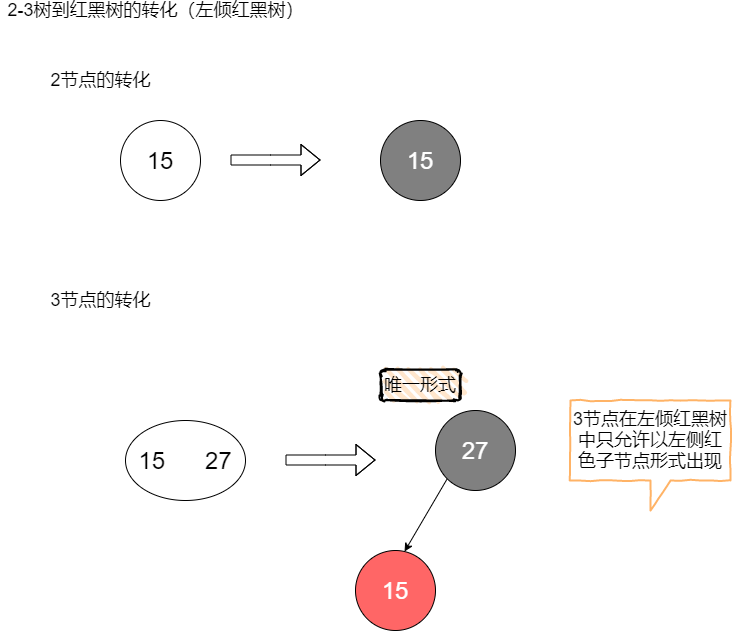 2-3树到红黑树的转化（左倾红黑树）
2节点的转化
15
15
3节点的转化
唯一形式
15 27
27
3节点在左倾红黑树
中只允许以左侧红
色子节点形式出现
15